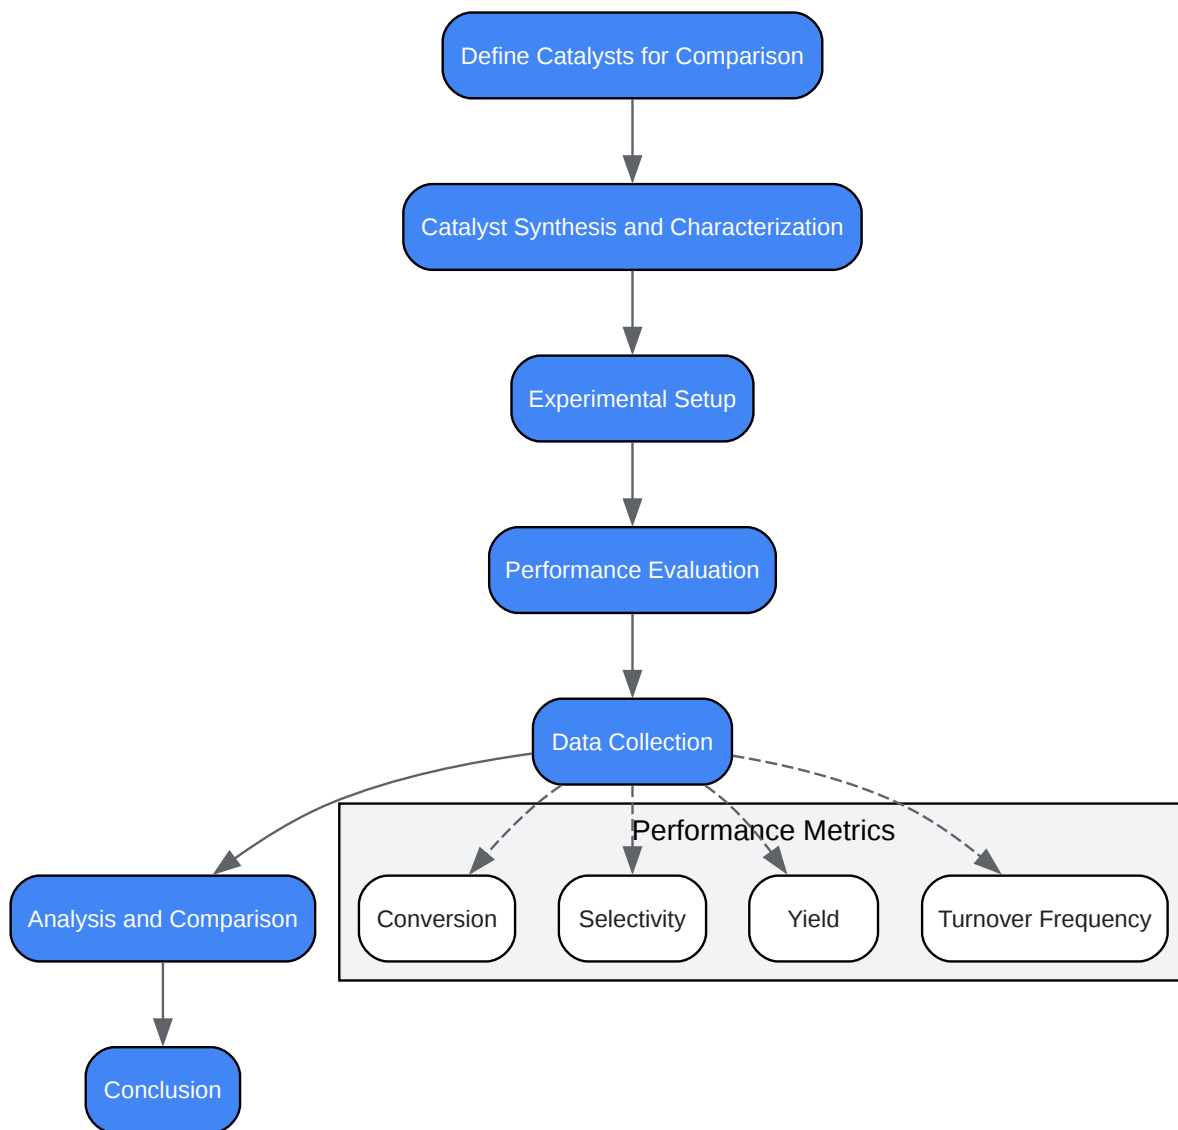 Define Catalysts for Comparison
Catalyst Synthesis and Characterization
Experimental Setup
Performance Evaluation
Data Collection
Performance Metrics
Analysis and Comparison
Conversion
Selectivity
Yield
Turnover Frequency
Conclusion